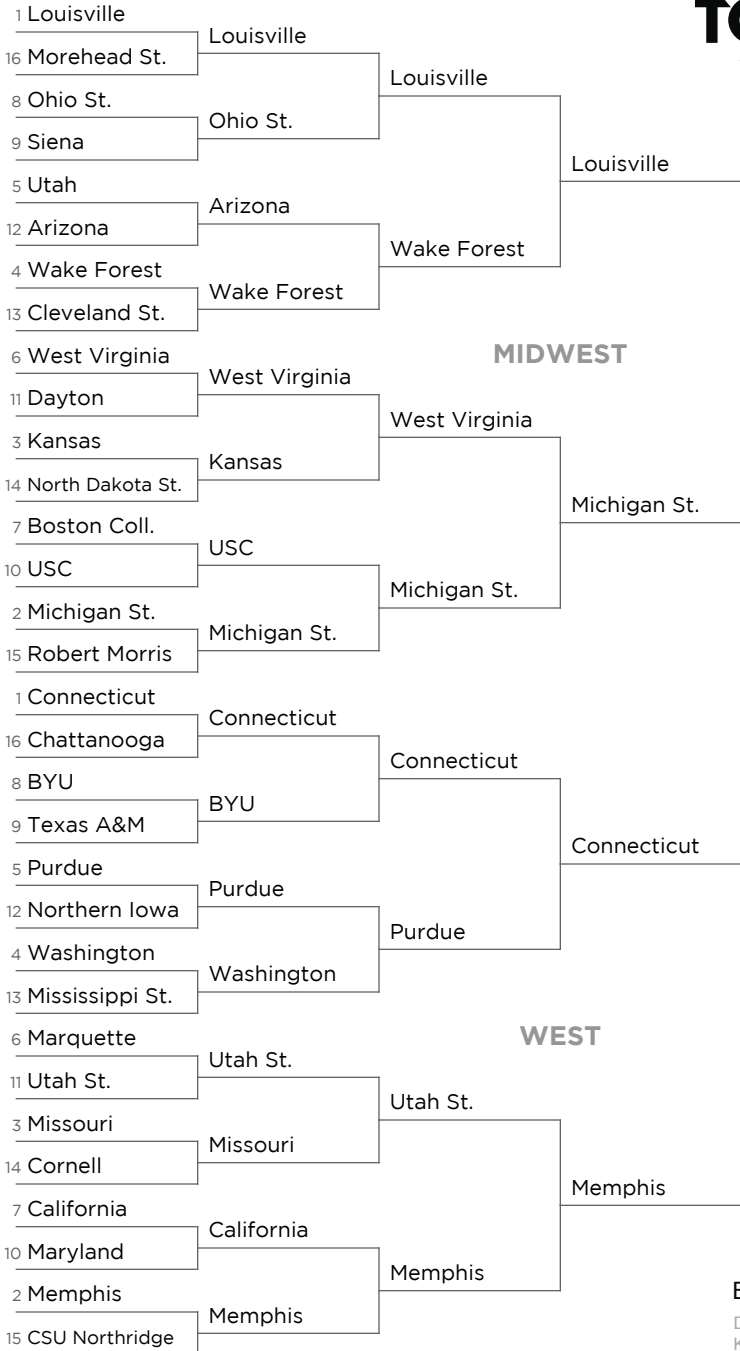 1 Louisville
16 Morehead St.
8 Ohio St.
9 Siena
5 Utah
12 Arizona
4 Wake Forest
13 Cleveland St.
6 West Virginia
11 Dayton
3 Kansas
14 North Dakota St.
7 Boston Coll.
10 USC
2 Michigan St.
15 Robert Morris
1 Connecticut
16 Chattanooga
8 BYU
9 Texas A&M
5 Purdue
12 Northern Iowa
4 Washington
13 Mississippi St.
6 Marquette
11 Utah St.
3 Missouri
14 Cornell
7 California
10 Maryland
2 Memphis
15 CSU Northridge
Louisville
Ohio St.
Arizona
Wake Forest
West Virginia
Kansas
USC
Michigan St.
Connecticut
BYU
Purdue
Washington
Utah St.
Missouri
California
Memphis
Louisville
Wake Forest
West Virginia
Michigan St.
Connecticut
Purdue
Utah St.
Memphis
Louisville
MIDWEST
Michigan St.
Connecticut
WEST
Memphis